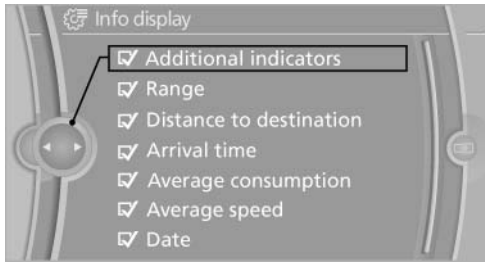 Info display
Additional indicators
Range
Distance to destination
Arrival time
Average consumption
Average speed
Date